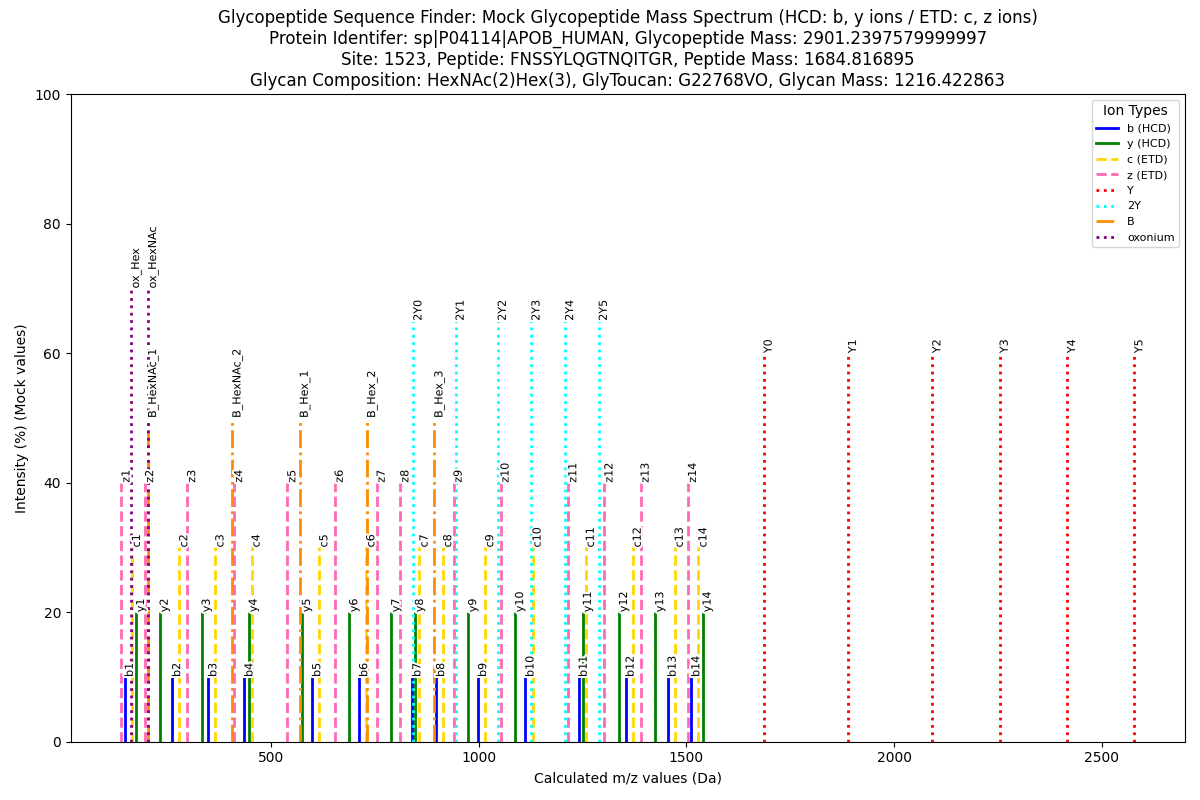 Glycopeptide Sequence Finder: Mock Glycopeptide Mass Spectrum (HCD: b, y ions / ETD: c, z ions)
Protein Identifer: sp|P04114|APOB_HUMAN, Glycopeptide Mass: 2901.2397579999997
Site: 1523, Peptide: FNSSYLQGTNQITGR, Peptide Mass: 1684.816895
Glycan Composition: HexNAc(2)Hex(3), GlyToucan: G22768VO, Glycan Mass: 1216.422863
100
80
60
40
20
0
Intensity (%) (Mock values)
Ion Types
b (HCD)
y (HCD)
c (ETD)
z (ETD)
Y
2Y
B
oxonium
ox_Hex
ox_HexNAc
2Y0
2Y1
2Y2
2Y3
2Y4
2Y5
Y0
Y1
Y2
Y3
Y4
Y5
B_HexNAc_1
B_HexNAc_2
B_Hex_1
B_Hex_2
B_Hex_3
z1
z2
z3
z4
z5
z6
z7
z8
z9
z10
z11
z12
z13
z14
c1
c2
c3
c4
c5
c6
c7
c8
c9
c10
c11
c12
c13
c14
y1
y2
y3
y4
y5
y6
y7
y8
y9
y10
y11
y12
y13
y14
b1
b2
b3
b4
b5
b6
b7
b8
b9
b10
b11
b12
b13
b14
500
1000
1500
2000
2500
Calculated m/z values (Da)